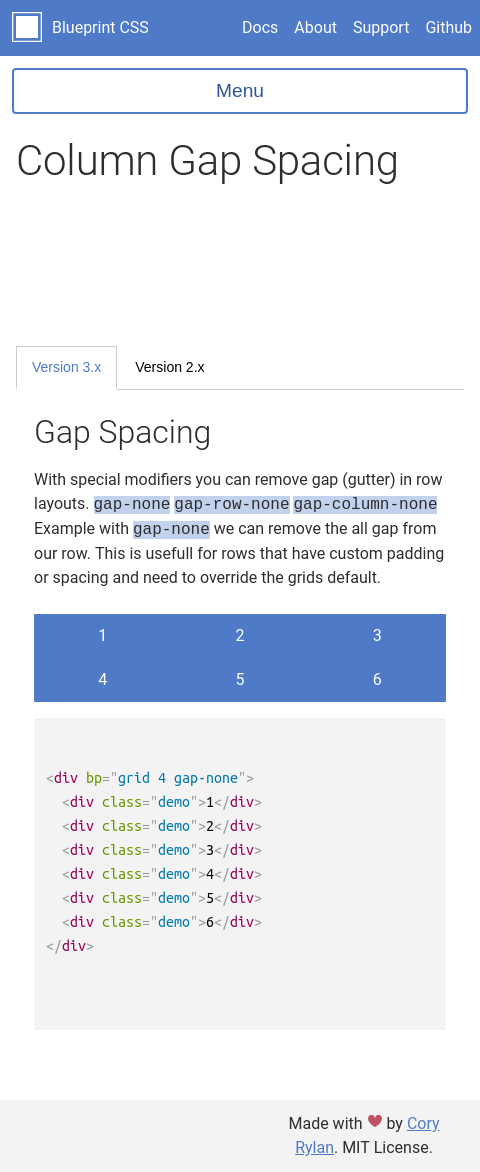 Blueprint CSS Docs About Support Github
Menu
Column Gap Spacing
Version 3.x Version 2.x
Gap Spacing
With special modifiers you can remove gap (gutter) in row
layouts. gap-none gap-row-none gap-column-none
Example with gap-none we can remove the all gap from
our row. This is usefull for rows that have custom padding
or spacing and need to override the grids default.
1 2 3
4 5 6
<div bp="grid 4 gap-none">
  <div class="demo">1</div>
  <div class="demo">2</div>
  <div class="demo">3</div>
  <div class="demo">4</div>
  <div class="demo">5</div>
  <div class="demo">6</div>
</div>
Made with ❤ by Cory
Rylan. MIT License.